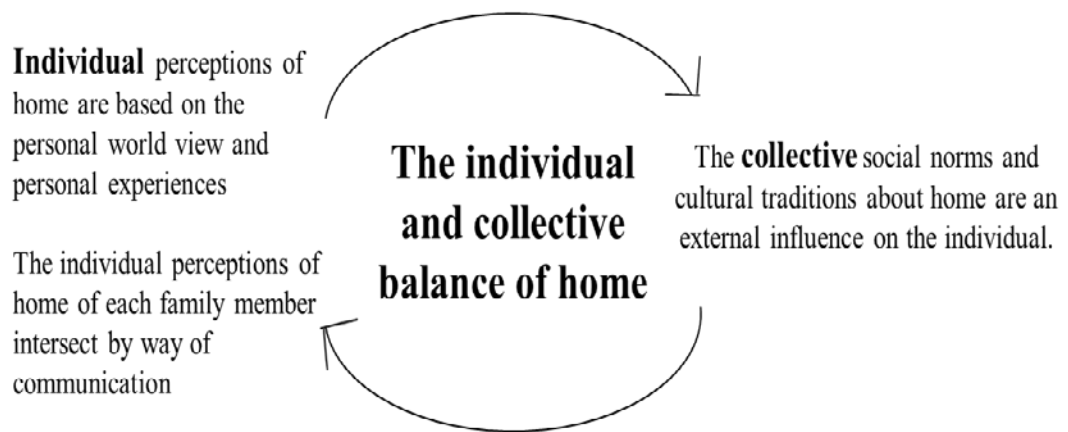 Individual perceptions of
home are based on the
personal world view and
personal experiences
The individual perceptions of
home of each family member
intersect by way of
communication
The individual
and collective
balance of home
The collective social norms and
cultural traditions about home are an
external influence on the individual.